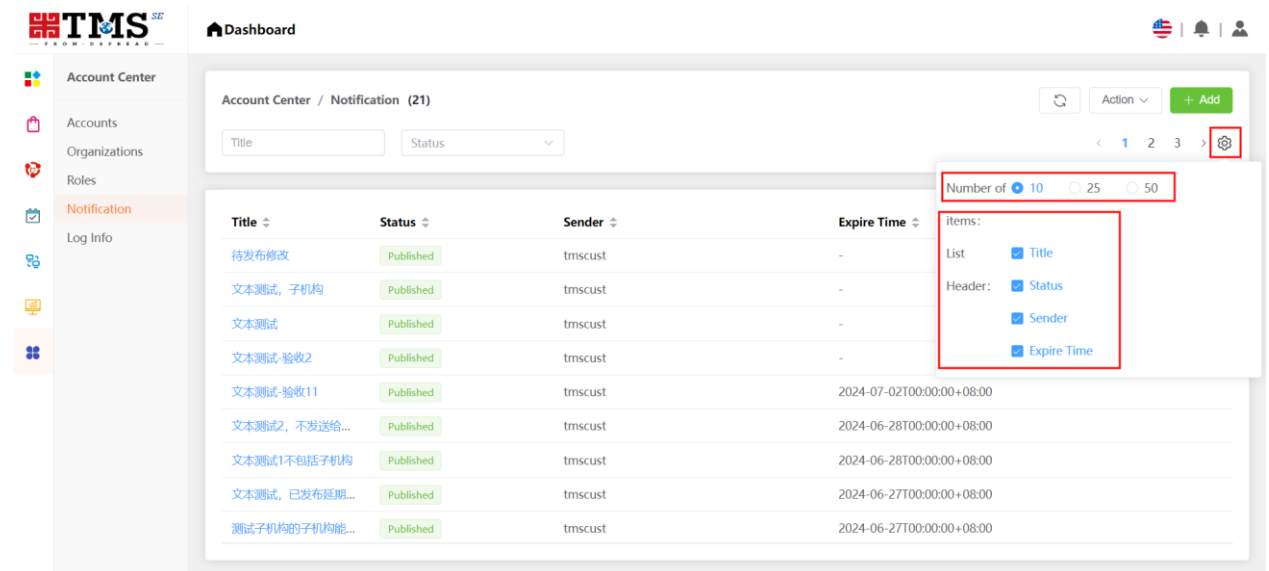 TMS SE
Dashboard
FROM·DSPREAD
Account Center
Accounts
Organizations
Roles
Notification
Log Info
Account Center / Notification (21)
Action
+ Add
Title
Status
1 2 3
Number of 10 25 50
items:
List
Header:
Title
Status
Sender
Expire Time
Title Status Sender Expire Time
待发布修改 Published tmscust -
文本测试，子机构 Published tmscust -
文本测试 Published tmscust -
文本测试-验收2 Published tmscust -
文本测试-验收11 Published tmscust 2024-07-02T00:00:00+08:00
文本测试2，不发送给... Published tmscust 2024-06-28T00:00:00+08:00
文本测试1不包括子机构 Published tmscust 2024-06-28T00:00:00+08:00
文本测试，已发布延期... Published tmscust 2024-06-27T00:00:00+08:00
测试子机构的子机构能... Published tmscust 2024-06-27T00:00:00+08:00